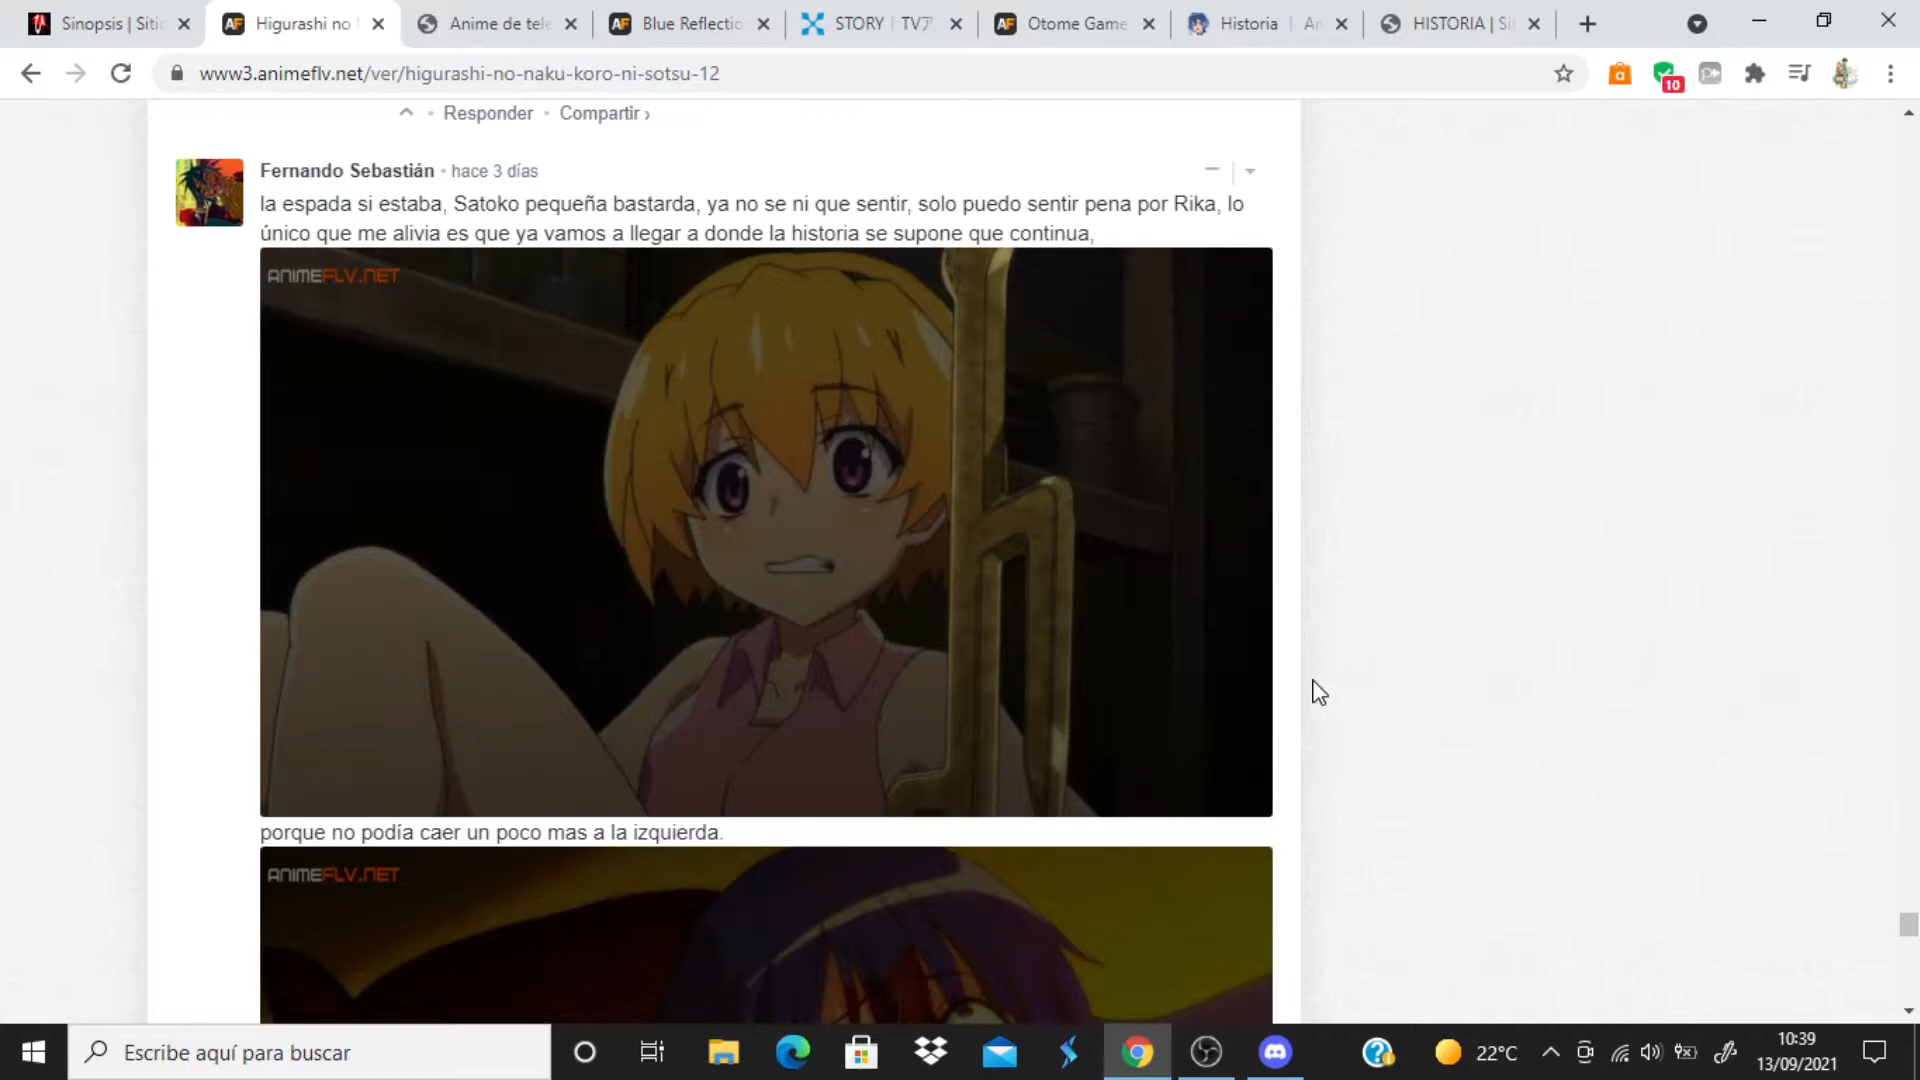 Sinopsis | Sitio
Higurashi no
Anime de tele
Blue Reflectio
STORY | TVア
Otome Game
Historia | An
HISTORIA | Si
www3.animeflv.net/ver/higurashi-no-naku-koro-ni-sotsu-12
10
Responder • Compartir ›
Fernando Sebastián • hace 3 días
la espada si estaba, Satoko pequeña bastarda, ya no se ni que sentir, solo puedo sentir pena por Rika, lo
único que me alivia es que ya vamos a llegar a donde la historia se supone que continua,
ANIMEFLV.NET
porque no podía caer un poco mas a la izquierda.
ANIMEFLV.NET
Escribe aquí para buscar
22°C
10:39
13/09/2021